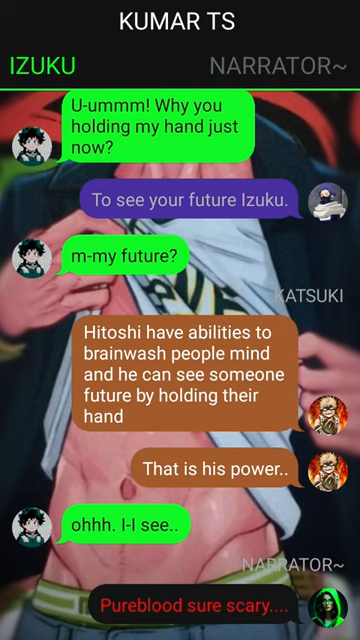 KUMAR TS
IZUKU
NARRATOR~
U-ummm! Why you
holding my hand just
now?
To see your future Izuku.
m-my future?
KATSUKI
Hitoshi have abilities to
brainwash people mind
and he can see someone
future by holding their
hand
That is his power..
ohhh. I-I see..
NARRATOR~
Pureblood sure scary....